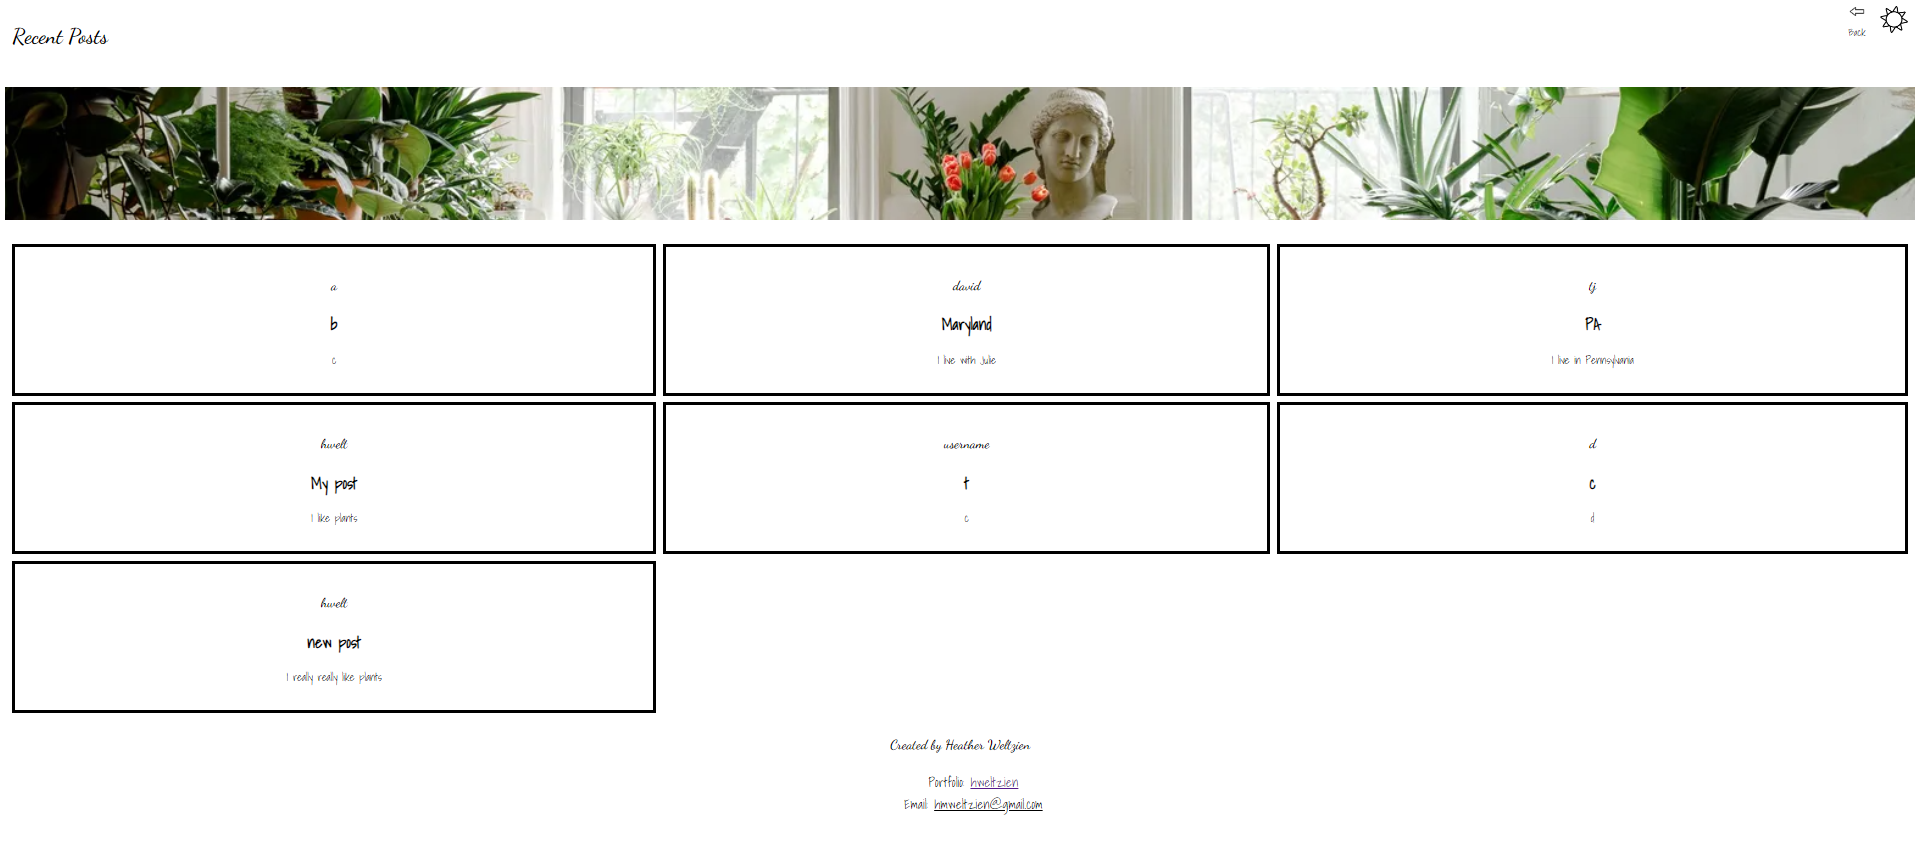 Recent Posts
Back
a
b
c
david
Maryland
I live with Julie
tj
PA
I live in Pennsylvania
hwelt
My post
I like plants
username
t
c
d
c
d
hwelt
new post
I really really like plants
Created by Heather Weltzien
Portfolio: hweltzien
Email: hmweltzien@gmail.com